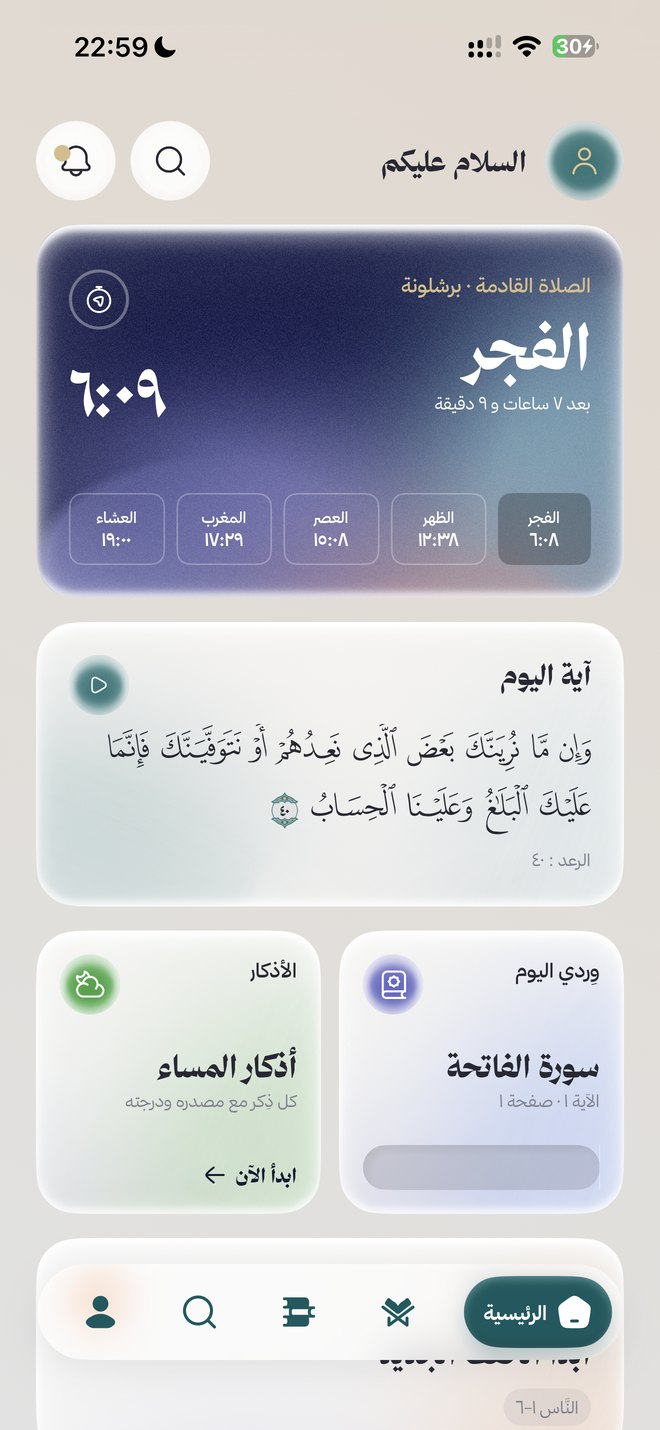 22:59
30
السلام عليكم
الصلاة القادمة · برشلونة
الفجر
٦:٠٩
بعد ٧ ساعات و ٩ دقيقة
الفجر
٦:٠٨
الظهر
١٢:٣٨
العصر
١٥:٠٨
المغرب
١٧:٢٩
العشاء
١٩:٠٠
آية اليوم
وَإِن مَّا نُرِيَنَّكَ بَعْضَ ٱلَّذِى نَعِدُهُمْ أَوْ نَتَوَفَّيَنَّكَ فَإِنَّمَا
عَلَيْكَ ٱلْبَلَٰغُ وَعَلَيْنَا ٱلْحِسَابُ ٤٠
الرعد : ٤٠
وِردي اليوم
سورة الفاتحة
الآية ١ · صفحة ١
الأذكار
أذكار المساء
كل ذِكر مع مصدره ودرجته
ابدأ الآن ←
الرئيسية
النَّاس ١–٦